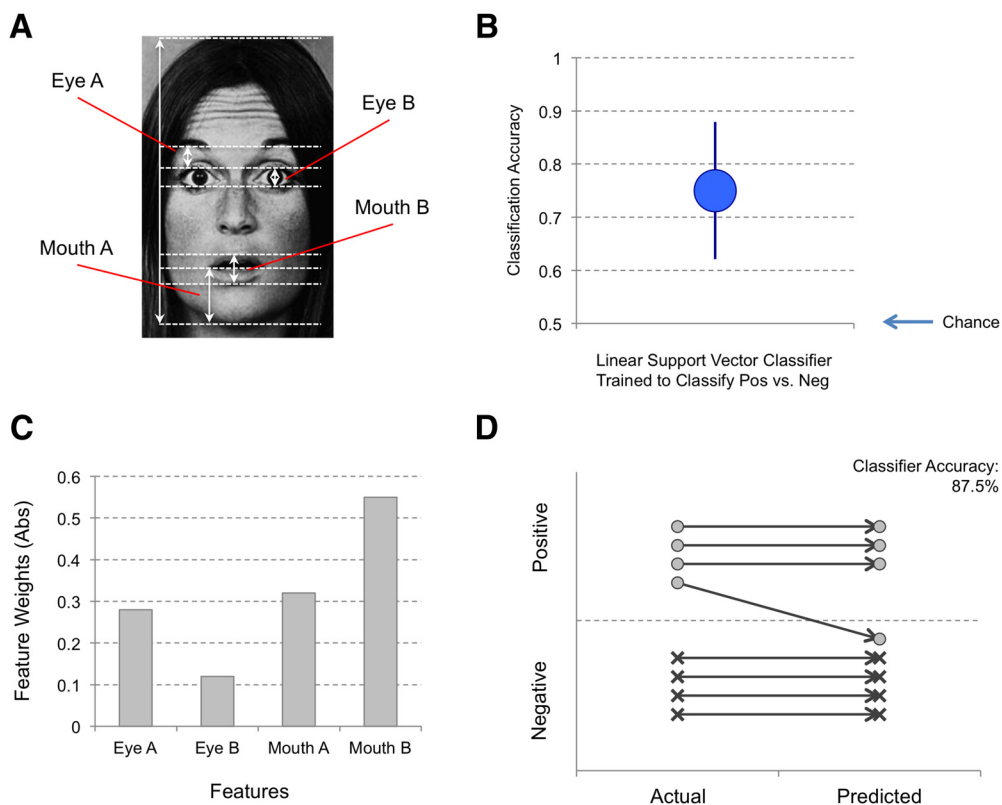 A
Eye A
Eye B
Mouth B
Mouth A
B
1
0.9
0.8
0.7
0.6
0.5
Classification Accuracy
Chance
Linear Support Vector Classifier
Trained to Classify Pos vs. Neg
C
0.6
0.5
0.4
0.3
0.2
0.1
0
Feature Weights (Abs)
Eye A
Eye B
Mouth A
Mouth B
Features
D
Classifier Accuracy:
87.5%
Positive
Negative
Actual
Predicted